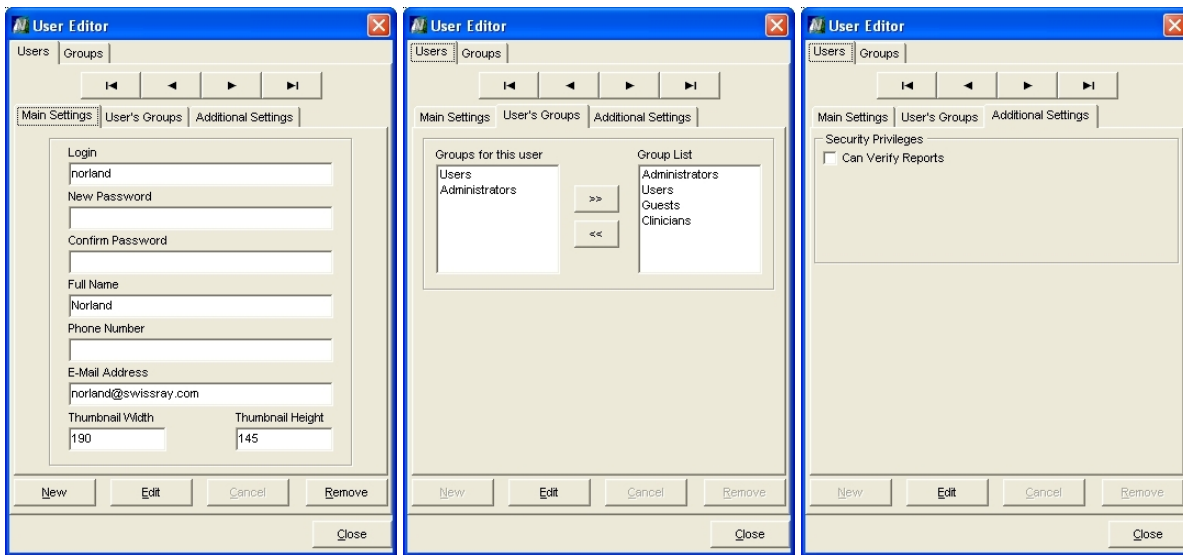 User Editor
Users Groups
Main Settings User's Groups Additional Settings
Login
norland
New Password
Confirm Password
Full Name
Norland
Phone Number
E-Mail Address
norland@swissray.com
Thumbnail Width Thumbnail Height
190 145
New Edit Cancel Remove
Close
User Editor
Users Groups
Main Settings User's Groups Additional Settings
Groups for this user Group List
Users Administrators
Administrators Users
>> Guests
Clinicians
<<
New Edit Cancel Remove
Close
User Editor
Users Groups
Main Settings User's Groups Additional Settings
Security Privileges
Can Verify Reports
New Edit Cancel Remove
Close